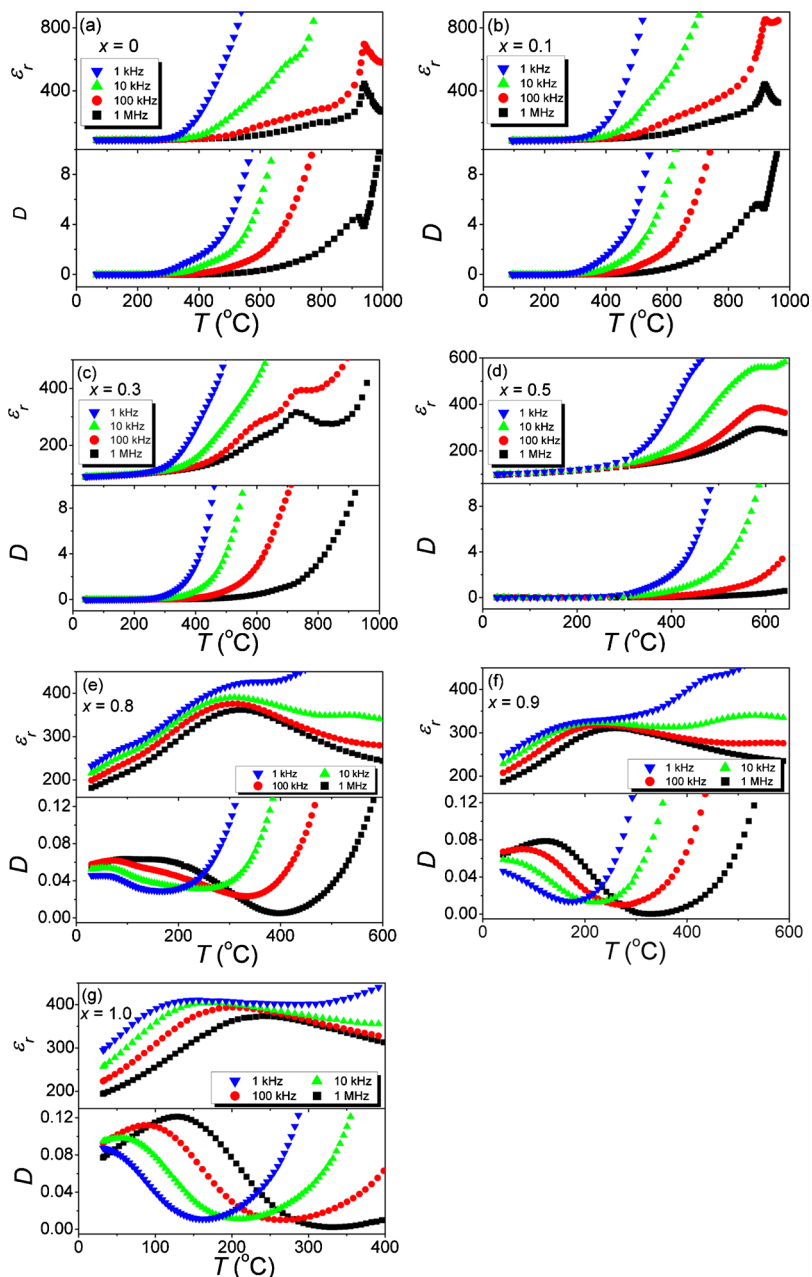 (a)
x = 0
1 kHz
10 kHz
100 kHz
1 MHz
εr
800
400
D
8
4
0
0 200 400 600 800 1000
T (°C)
(b)
x = 0.1
1 kHz
10 kHz
100 kHz
1 MHz
εr
800
400
D
8
4
0
0 200 400 600 800 1000
T (°C)
(c)
x = 0.3
1 kHz
10 kHz
100 kHz
1 MHz
εr
400
200
D
8
4
0
0 200 400 600 800 1000
T (°C)
(d)
x = 0.5
1 kHz
10 kHz
100 kHz
1 MHz
εr
600
400
200
D
8
4
0
0 200 400 600
T (°C)
(e)
x = 0.8
1 kHz 10 kHz
100 kHz 1 MHz
εr
400
300
200
D
0.12
0.08
0.04
0.00
0 200 400 600
T (°C)
(f)
x = 0.9
1 kHz 10 kHz
100 kHz 1 MHz
εr
400
300
200
D
0.12
0.08
0.04
0.00
0 200 400 600
T (°C)
(g)
x = 1.0
1 kHz 10 kHz
100 kHz 1 MHz
εr
400
300
200
D
0.12
0.08
0.04
0.00
0 100 200 300 400
T (°C)